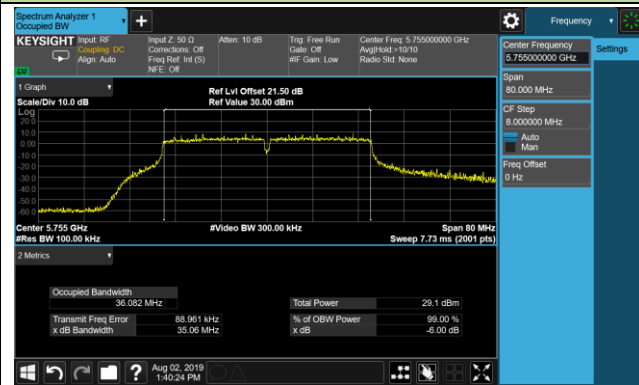 Spectrum Analyzer 1
Occupied BW
Frequency
KEYSIGHT
Input: RF
Coupling: DC
Align: Auto
Input Z: 50 Ω
Corrections: Off
Freq Ref: Int (S)
NFE: Off
Atten: 10 dB
Trig: Free Run
Gate: Off
#IF Gain: Low
Center Freq: 5.755000000 GHz
Avg|Hold:>10/10
Radio Std: None
LXI
Center Frequency
5.755000000 GHz
Settings
Span
80.000 MHz
CF Step
8.000000 MHz
Auto
Man
Freq Offset
0 Hz
1 Graph
Scale/Div 10.0 dB
Ref Lvl Offset 21.50 dB
Ref Value 30.00 dBm
Log
20.0
10.0
0.00
-10.0
-20.0
-30.0
-40.0
-50.0
-60.0
Center 5.755 GHz
#Video BW 300.00 kHz
Span 80 MHz
#Res BW 100.00 kHz
Sweep 7.73 ms (2001 pts)
2 Metrics
Occupied Bandwidth
36.082 MHz
Total Power 29.1 dBm
Transmit Freq Error 88.961 kHz
% of OBW Power 99.00 %
x dB Bandwidth 35.06 MHz
x dB -6.00 dB
Aug 02, 2019
1:40:24 PM